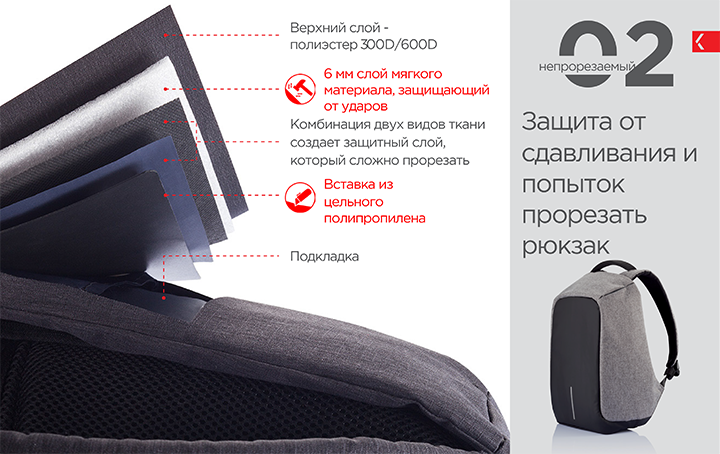 Верхний слой -
полиэстер 300D/600D
6 мм слой мягкого
материала, защищающий
от ударов
Комбинация двух видов ткани
создает защитный слой,
который сложно прорезать
Вставка из
цельного
полипропилена
Подкладка
02
непрорезаемый
Защита от
сдавливания и
попыток
прорезать
рюкзак